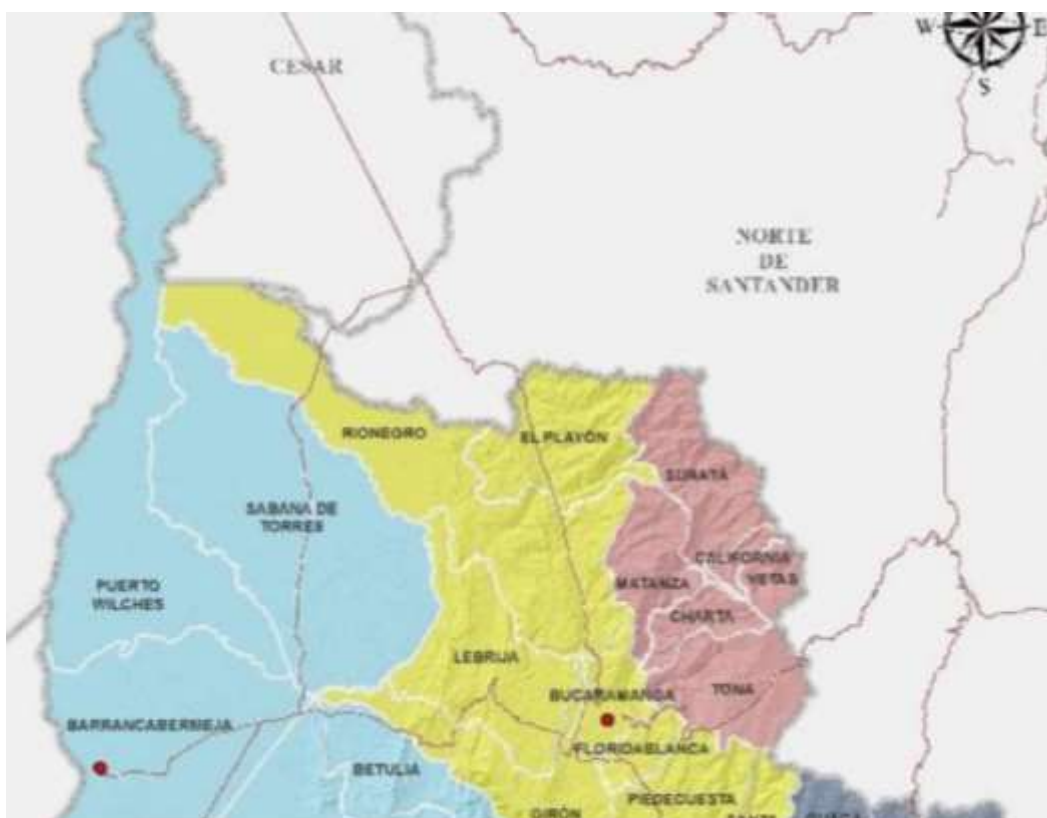 W
E
S
CESAR
NORTE
DE
SANTANDER
RIONEGRO
EL PLAYÓN
SURATÁ
SABANA DE
TORRES
CALIFORNIA
VETAS
PUERTO
WILCHES
MATANZA
CHARTA
LEBRIJA
TONA
BUCARAMANGA
BARRANCABERMEJA
FLORIDABLANCA
BETULIA
PIEDECUESTA
GIRÓN